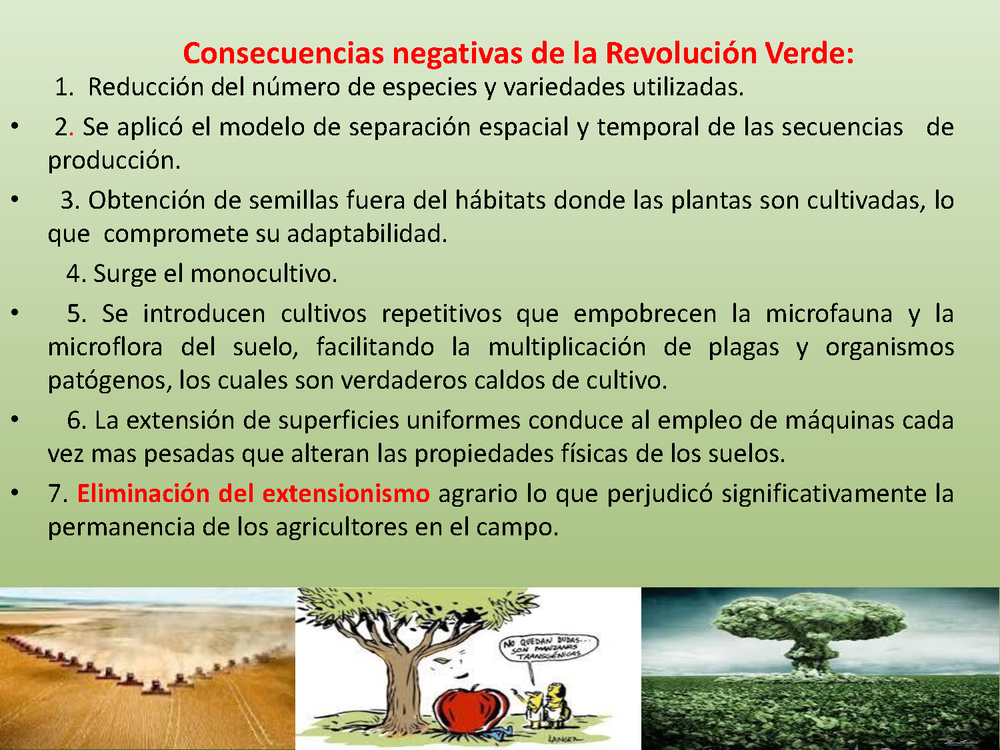 Consecuencias negativas de la Revolución Verde:
1. Reducción del número de especies y variedades utilizadas.
• 2. Se aplicó el modelo de separación espacial y temporal de las secuencias de
producción.
• 3. Obtención de semillas fuera del hábitats donde las plantas son cultivadas, lo
que compromete su adaptabilidad.
4. Surge el monocultivo.
• 5. Se introducen cultivos repetitivos que empobrecen la microfauna y la
microflora del suelo, facilitando la multiplicación de plagas y organismos
patógenos, los cuales son verdaderos caldos de cultivo.
• 6. La extensión de superficies uniformes conduce al empleo de máquinas cada
vez mas pesadas que alteran las propiedades físicas de los suelos.
• 7. Eliminación del extensionismo agrario lo que perjudicó significativamente la
permanencia de los agricultores en el campo.
NO QUEDAN DUDAS...
SON MANZANAS
TRANSGÉNICAS
LANGER